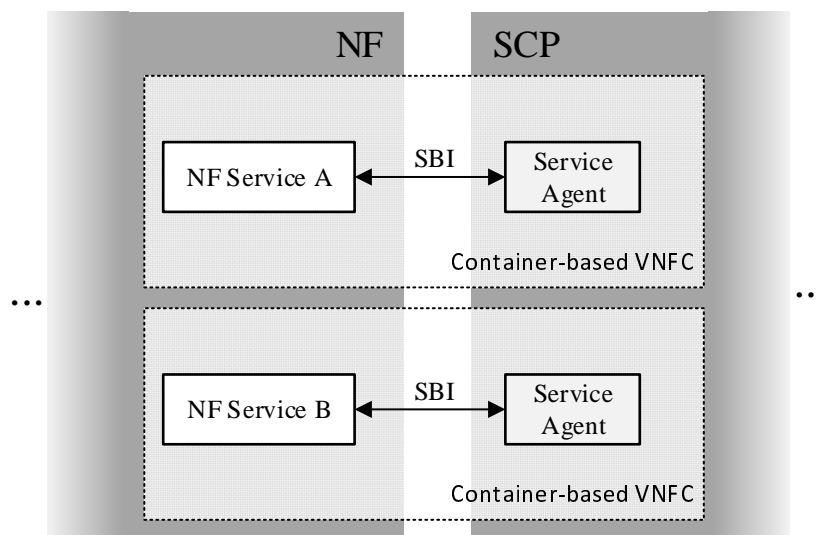 NF SCP
NF Service A
SBI
Service
Agent
Container-based VNFC
...
..
NF Service B
SBI
Service
Agent
Container-based VNFC